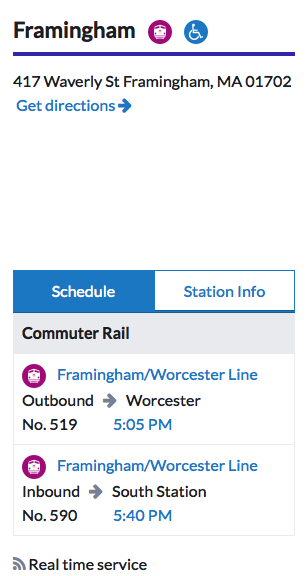 Framingham
417 Waverly St Framingham, MA 01702
Get directions
Schedule
Station Info
Commuter Rail
Framingham/Worcester Line
Outbound Worcester
No. 519 5:05 PM
Framingham/Worcester Line
Inbound South Station
No. 590 5:40 PM
Real time service